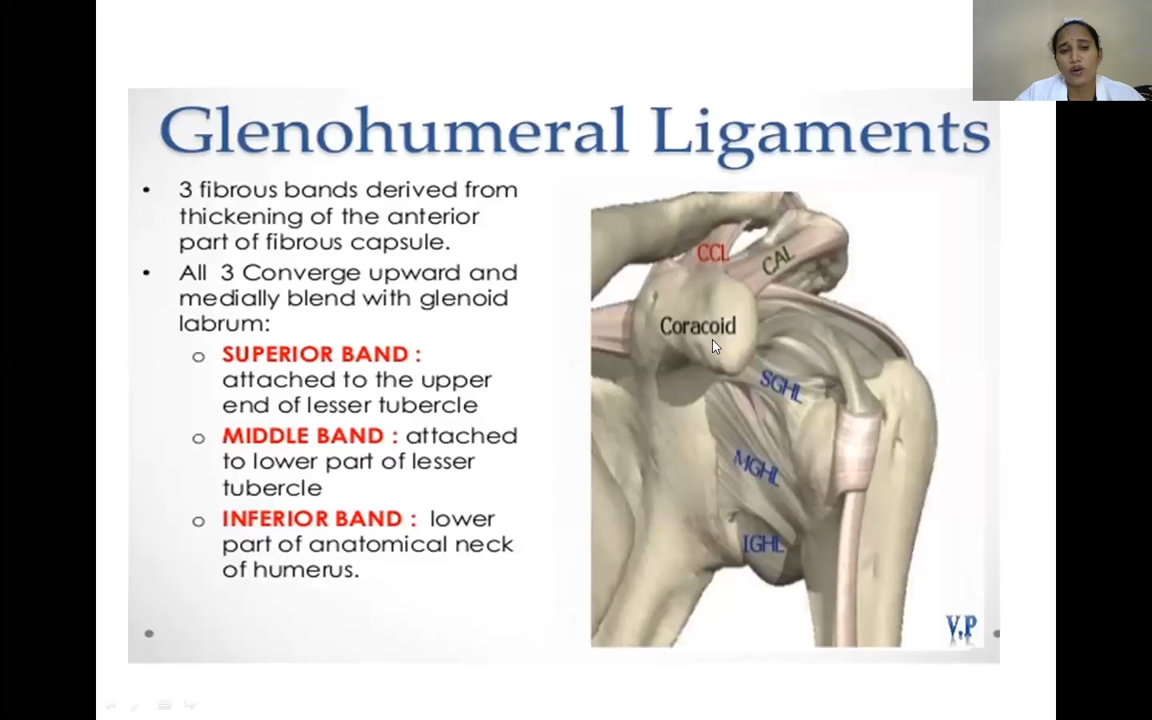 Glenohumeral Ligaments
• 3 fibrous bands derived from
thickening of the anterior
part of fibrous capsule.
• All 3 Converge upward and
medially blend with glenoid
labrum:
o SUPERIOR BAND :
attached to the upper
end of lesser tubercle
o MIDDLE BAND : attached
to lower part of lesser
tubercle
o INFERIOR BAND : lower
part of anatomical neck
of humerus.
CCL
CAL
Coracoid
SGHL
MGHL
IGHL
V.P